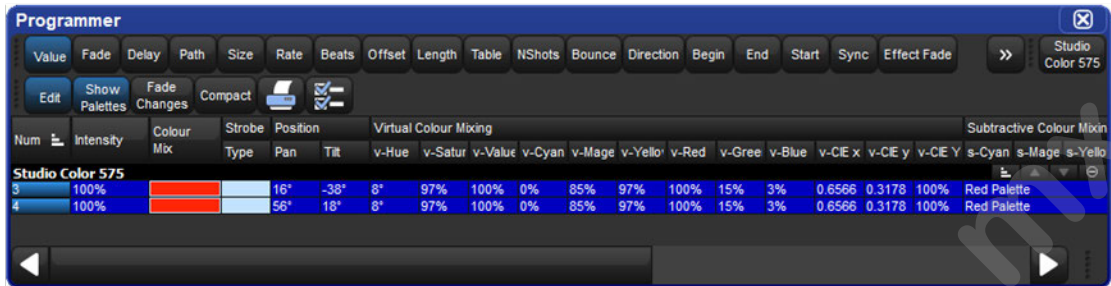 Programmer
Value Fade Delay Path Size Rate Beats Offset Length Table NShots Bounce Direction Begin End Start Sync Effect Fade » Studio Color 575
Edit Show Palettes Fade Changes Compact
Num Intensity Colour Mix Strobe Position Virtual Colour Mixing Subtractive Colour Mixin
Type Pan Tilt v-Hue v-Satur v-Value v-Cyan v-Mage v-Yello v-Red v-Gree v-Blue v-CIE x v-CIE y v-CIE Y s-Cyan s-Mage s-Yello
Studio Color 575
3 100% 16° -38° 8° 97% 100% 0% 85% 97% 100% 15% 3% 0.6566 0.3178 100% Red Palette
4 100% 56° 18° 8° 97% 100% 0% 85% 97% 100% 15% 3% 0.6566 0.3178 100% Red Palette